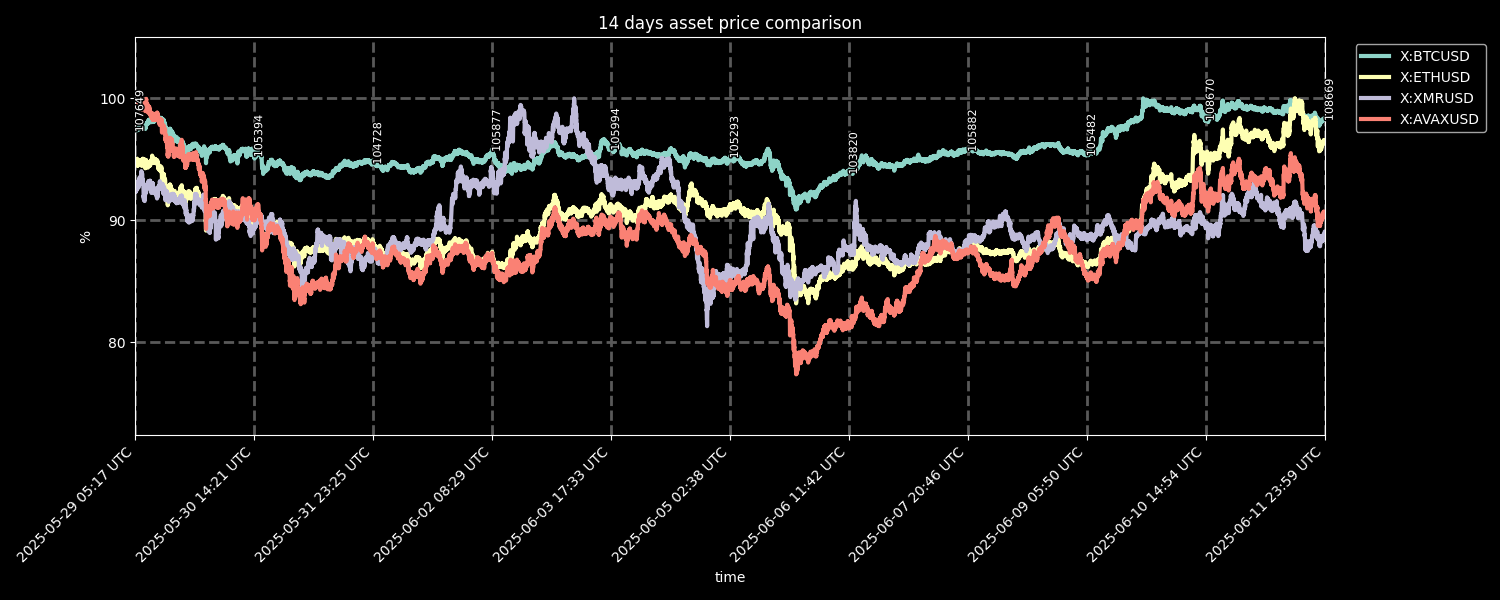 14 days asset price comparison
X:BTCUSD
X:ETHUSD
X:XMRUSD
X:AVAXUSD
%
100
90
80
107649
105394
104728
105877
105994
105293
103820
105882
105482
108670
108669
2025-05-29 05:17 UTC
2025-05-30 14:21 UTC
2025-05-31 23:25 UTC
2025-06-02 08:29 UTC
2025-06-03 17:33 UTC
2025-06-05 02:38 UTC
2025-06-06 11:42 UTC
2025-06-07 20:46 UTC
2025-06-09 05:50 UTC
2025-06-10 14:54 UTC
2025-06-11 23:59 UTC
time